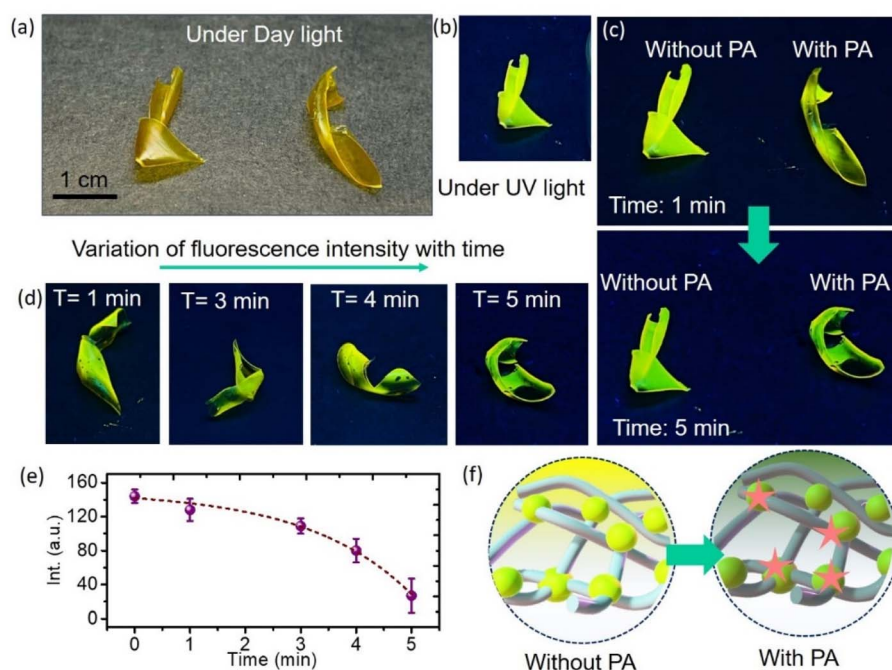 (a)
Under Day light
1 cm
(b)
Under UV light
(c)
Without PA
With PA
Time: 1 min
Without PA
With PA
Time: 5 min
Variation of fluorescence intensity with time
(d)
T= 1 min
T= 3 min
T= 4 min
T= 5 min
(e)
Int. (a.u.)
160
120
80
40
0
0 1 2 3 4 5
Time (min)
(f)
Without PA
With PA